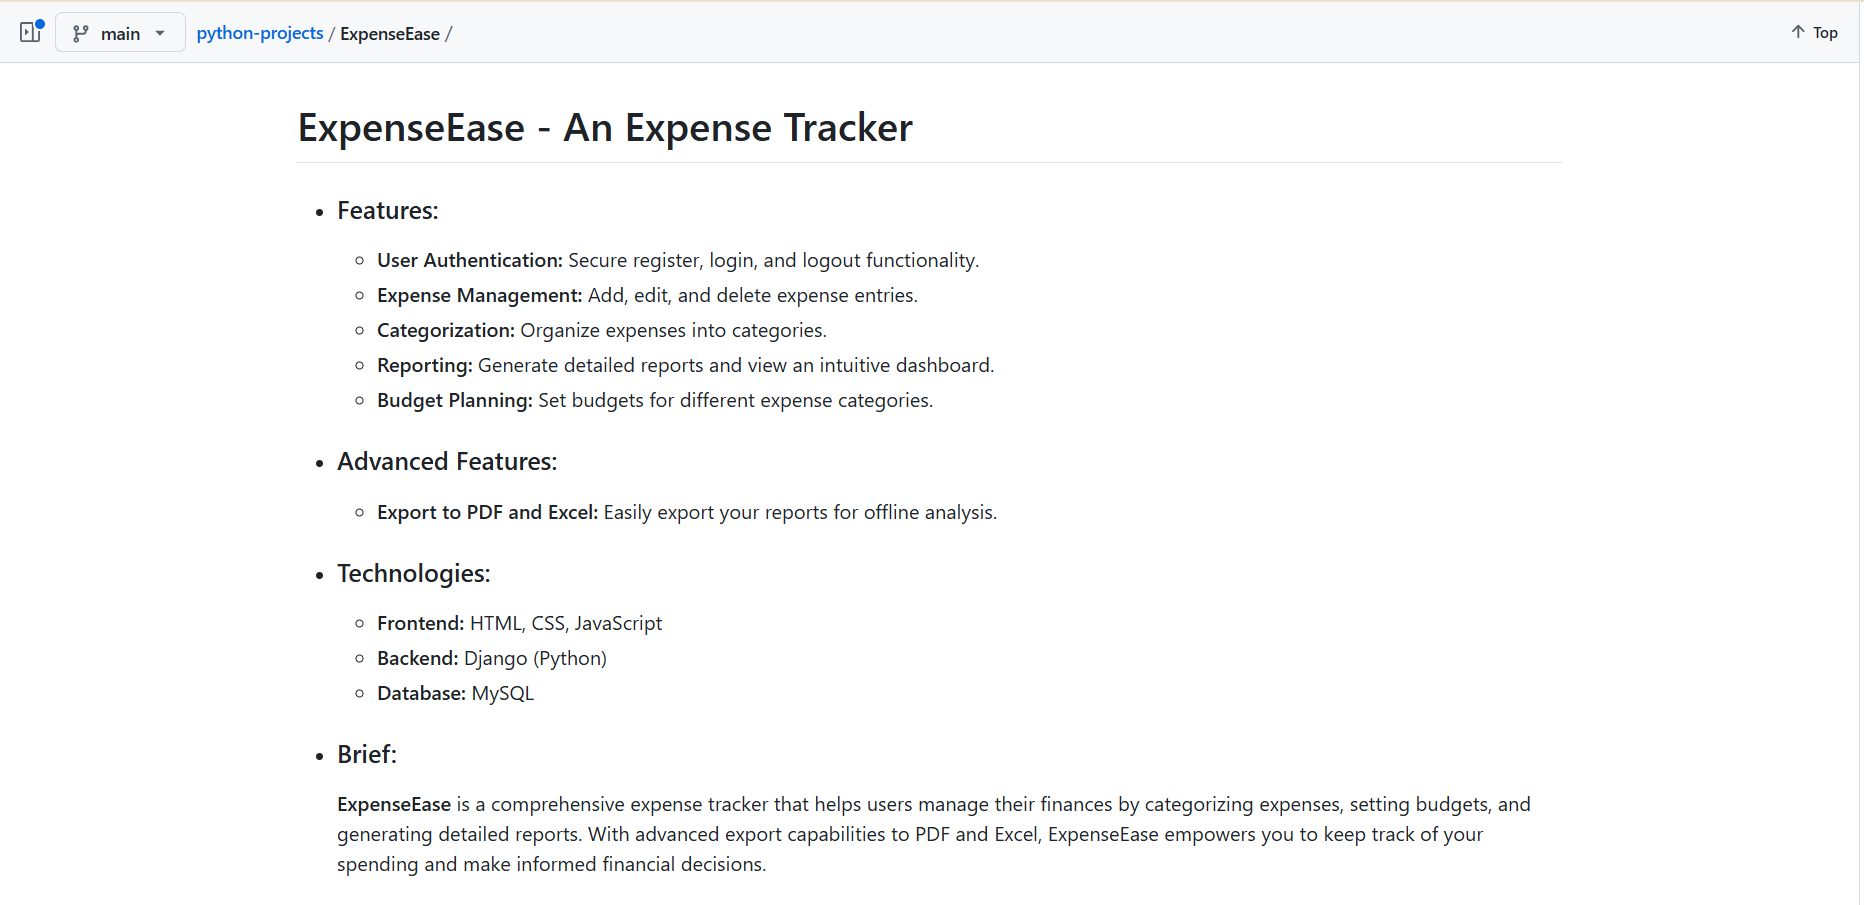 main
python-projects / ExpenseEase /
Top
ExpenseEase - An Expense Tracker
Features:
User Authentication: Secure register, login, and logout functionality.
Expense Management: Add, edit, and delete expense entries.
Categorization: Organize expenses into categories.
Reporting: Generate detailed reports and view an intuitive dashboard.
Budget Planning: Set budgets for different expense categories.
Advanced Features:
Export to PDF and Excel: Easily export your reports for offline analysis.
Technologies:
Frontend: HTML, CSS, JavaScript
Backend: Django (Python)
Database: MySQL
Brief:
ExpenseEase is a comprehensive expense tracker that helps users manage their finances by categorizing expenses, setting budgets, and
generating detailed reports. With advanced export capabilities to PDF and Excel, ExpenseEase empowers you to keep track of your
spending and make informed financial decisions.